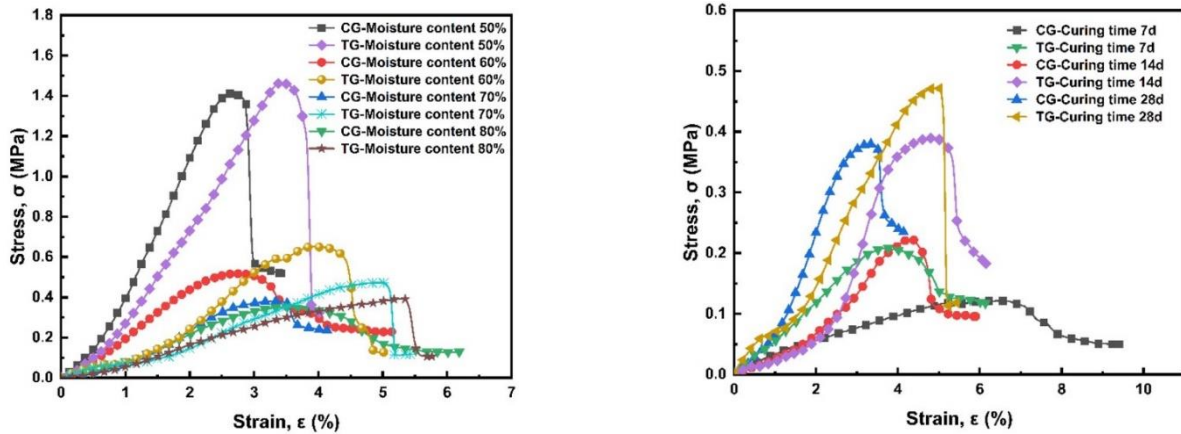 1.8
1.6
1.4
1.2
1.0
0.8
0.6
0.4
0.2
0.0
Stress, σ (MPa)
CG-Moisture content 50%
TG-Moisture content 50%
CG-Moisture content 60%
TG-Moisture content 60%
CG-Moisture content 70%
TG-Moisture content 70%
CG-Moisture content 80%
TG-Moisture content 80%
0 1 2 3 4 5 6 7
Strain, ε (%)
0.6
0.5
0.4
0.3
0.2
0.1
0.0
Stress, σ (MPa)
CG-Curing time 7d
TG-Curing time 7d
CG-Curing time 14d
TG-Curing time 14d
CG-Curing time 28d
TG-Curing time 28d
0 2 4 6 8 10
Strain, ε (%)